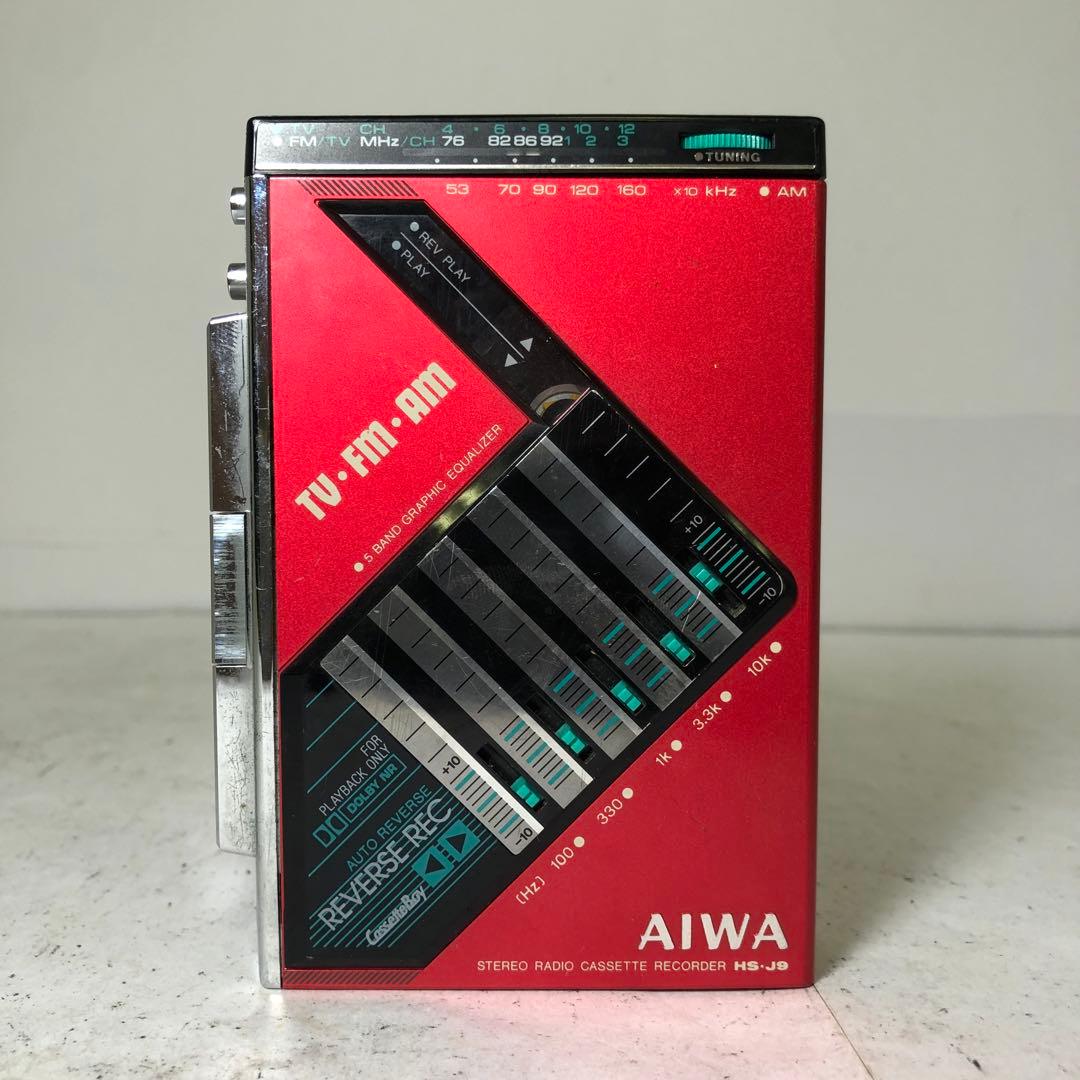 TV CH 4 • 6 • 8 • 10 • 12
FM/TV MHz/CH 76 82 86 92 1 2 3
TUNING
53 70 90 120 160 x10 kHz ● AM
REV PLAY
PLAY
TV•FM•AM
5 BAND GRAPHIC EQUALIZER
+10
-10
+10
-10
10k
3.3k
1k
330
100
(Hz)
FOR
PLAYBACK ONLY
DOLBY NR
AUTO REVERSE
REVERSE REC
CassetteBoy
AIWA
STEREO RADIO CASSETTE RECORDER HS•J9